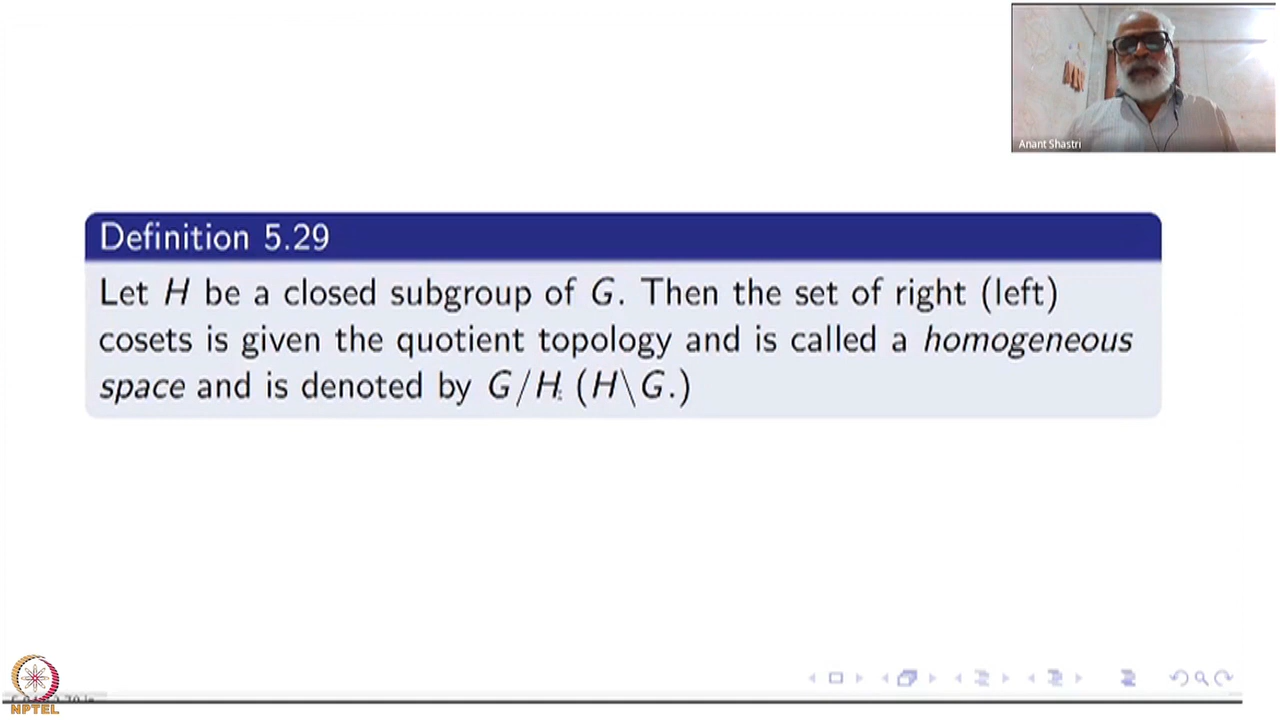 Anant Shastri
Definition 5.29
Let H be a closed subgroup of G. Then the set of right (left)
cosets is given the quotient topology and is called a homogeneous
space and is denoted by G/H. (H\G.)
NPTEL